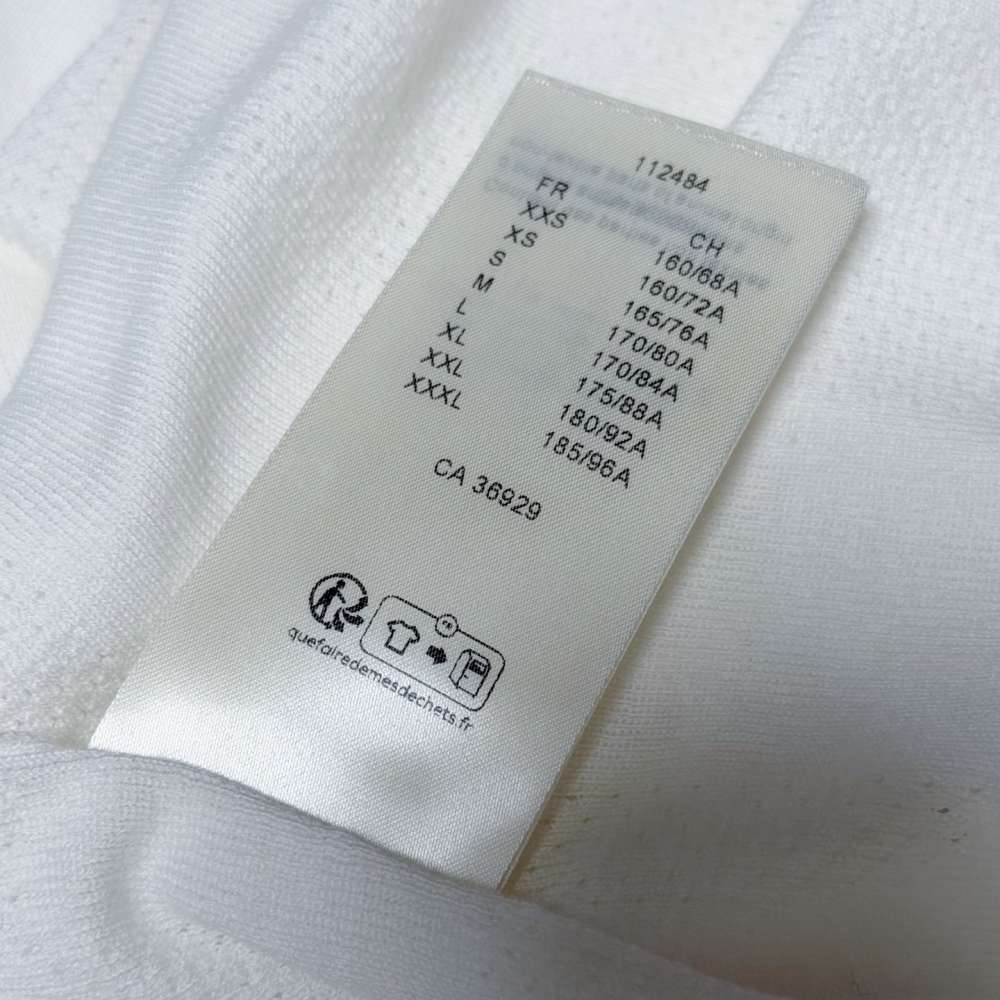 112484
FR CH
XXS 160/68A
XS 160/72A
S 165/76A
M 170/80A
L 170/84A
XL 175/88A
XXL 180/92A
XXXL 185/96A
CA 36929
FR
quefairedemesdechets.fr